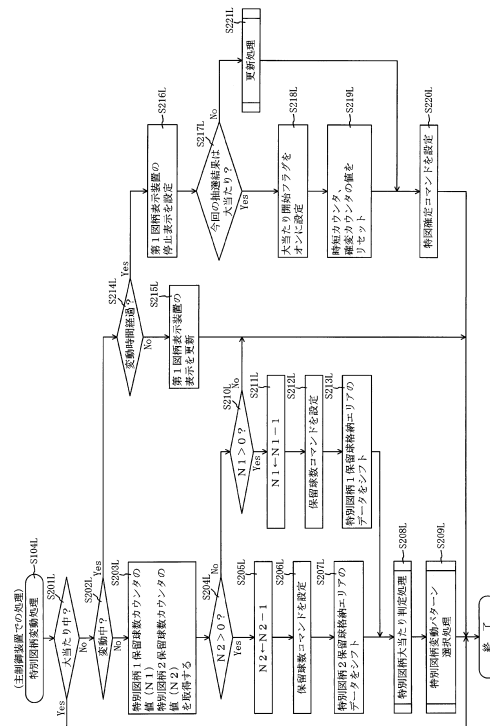 (主制御装置での処理)
特別図柄変動処理
S104L
S201L
大当たり中?
Yes
No
S202L
変動中?
Yes
No
S203L
特別図柄1保留球数カウンタの
値(N1)
特別図柄2保留球数カウンタの
値(N2)
を取得する
S204L
N2>0?
No
Yes
S205L
N2←N2-1
S206L
保留球数コマンドを設定
S207L
特別図柄2保留球格納エリアの
データをシフト
S210L
N1>0?
No
Yes
S211L
N1←N1-1
S212L
保留球数コマンドを設定
S213L
特別図柄1保留球格納エリアの
データをシフト
S208L
特別図柄大当たり判定処理
S209L
特別図柄変動パターン
選択処理
S214L
変動時間経過?
Yes
No
S215L
第1図柄表示装置の
表示を更新
S216L
第1図柄表示装置の
停止表示を設定
S217L
今回の抽選結果は
大当たり?
No
Yes
S218L
大当たり開始フラグを
オンに設定
S219L
時短カウンタ、
確変カウンタの値を
リセット
S221L
更新処理
S220L
特図確定コマンドを設定
終了